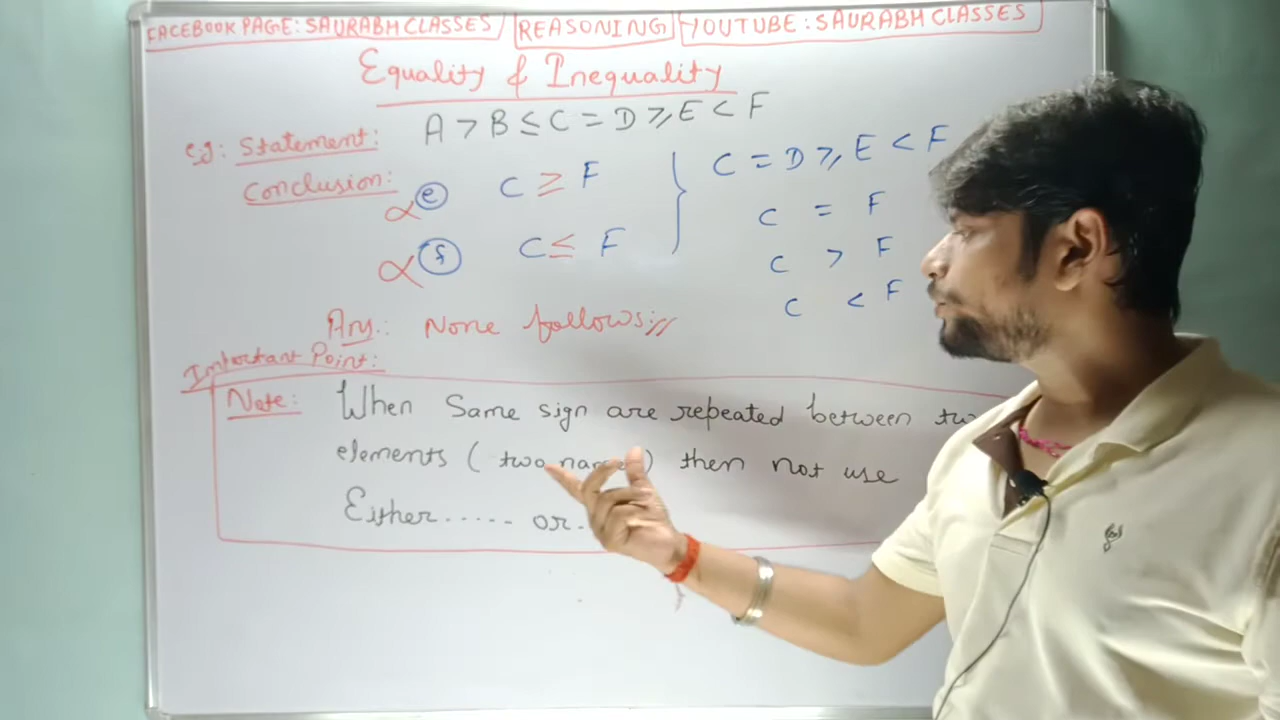 FACEBOOK PAGE: SAURABH CLASSES REASONING YOUTUBE: SAURABH CLASSES
Equality & Inequality
eg: Statement: A > B ≤ C = D ≥ E < F
Conclusion: e C ≥ F
f C ≤ F
C = D ≥ E < F
C = F
C > F
C < F
Ans.: None follows
Important Point:
Note: When Same sign are repeated between
elements ( two ) then not use
Either..... or.